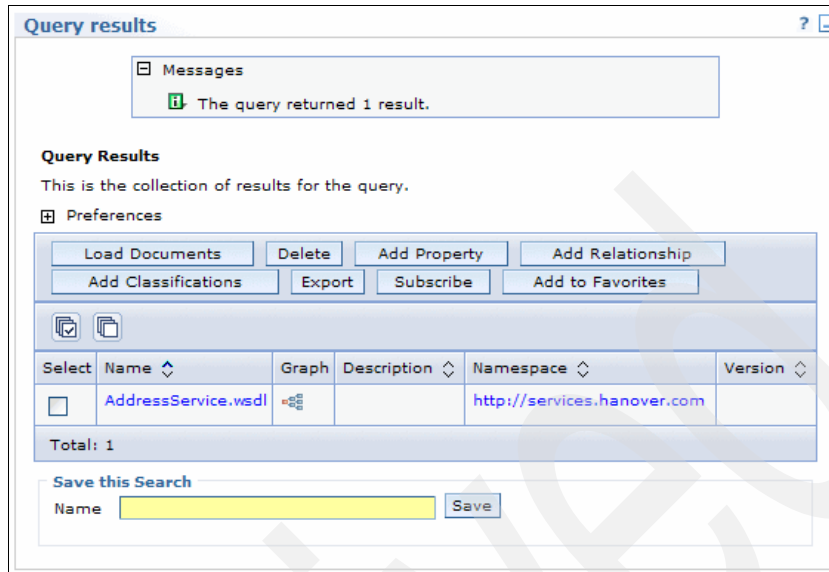 Query results ?
Messages
The query returned 1 result.
Query Results
This is the collection of results for the query.
Preferences
Load Documents Delete Add Property Add Relationship
Add Classifications Export Subscribe Add to Favorites
Select Name Graph Description Namespace Version
AddressService.wsdl http://services.hanover.com
Total: 1
Save this Search
Name Save